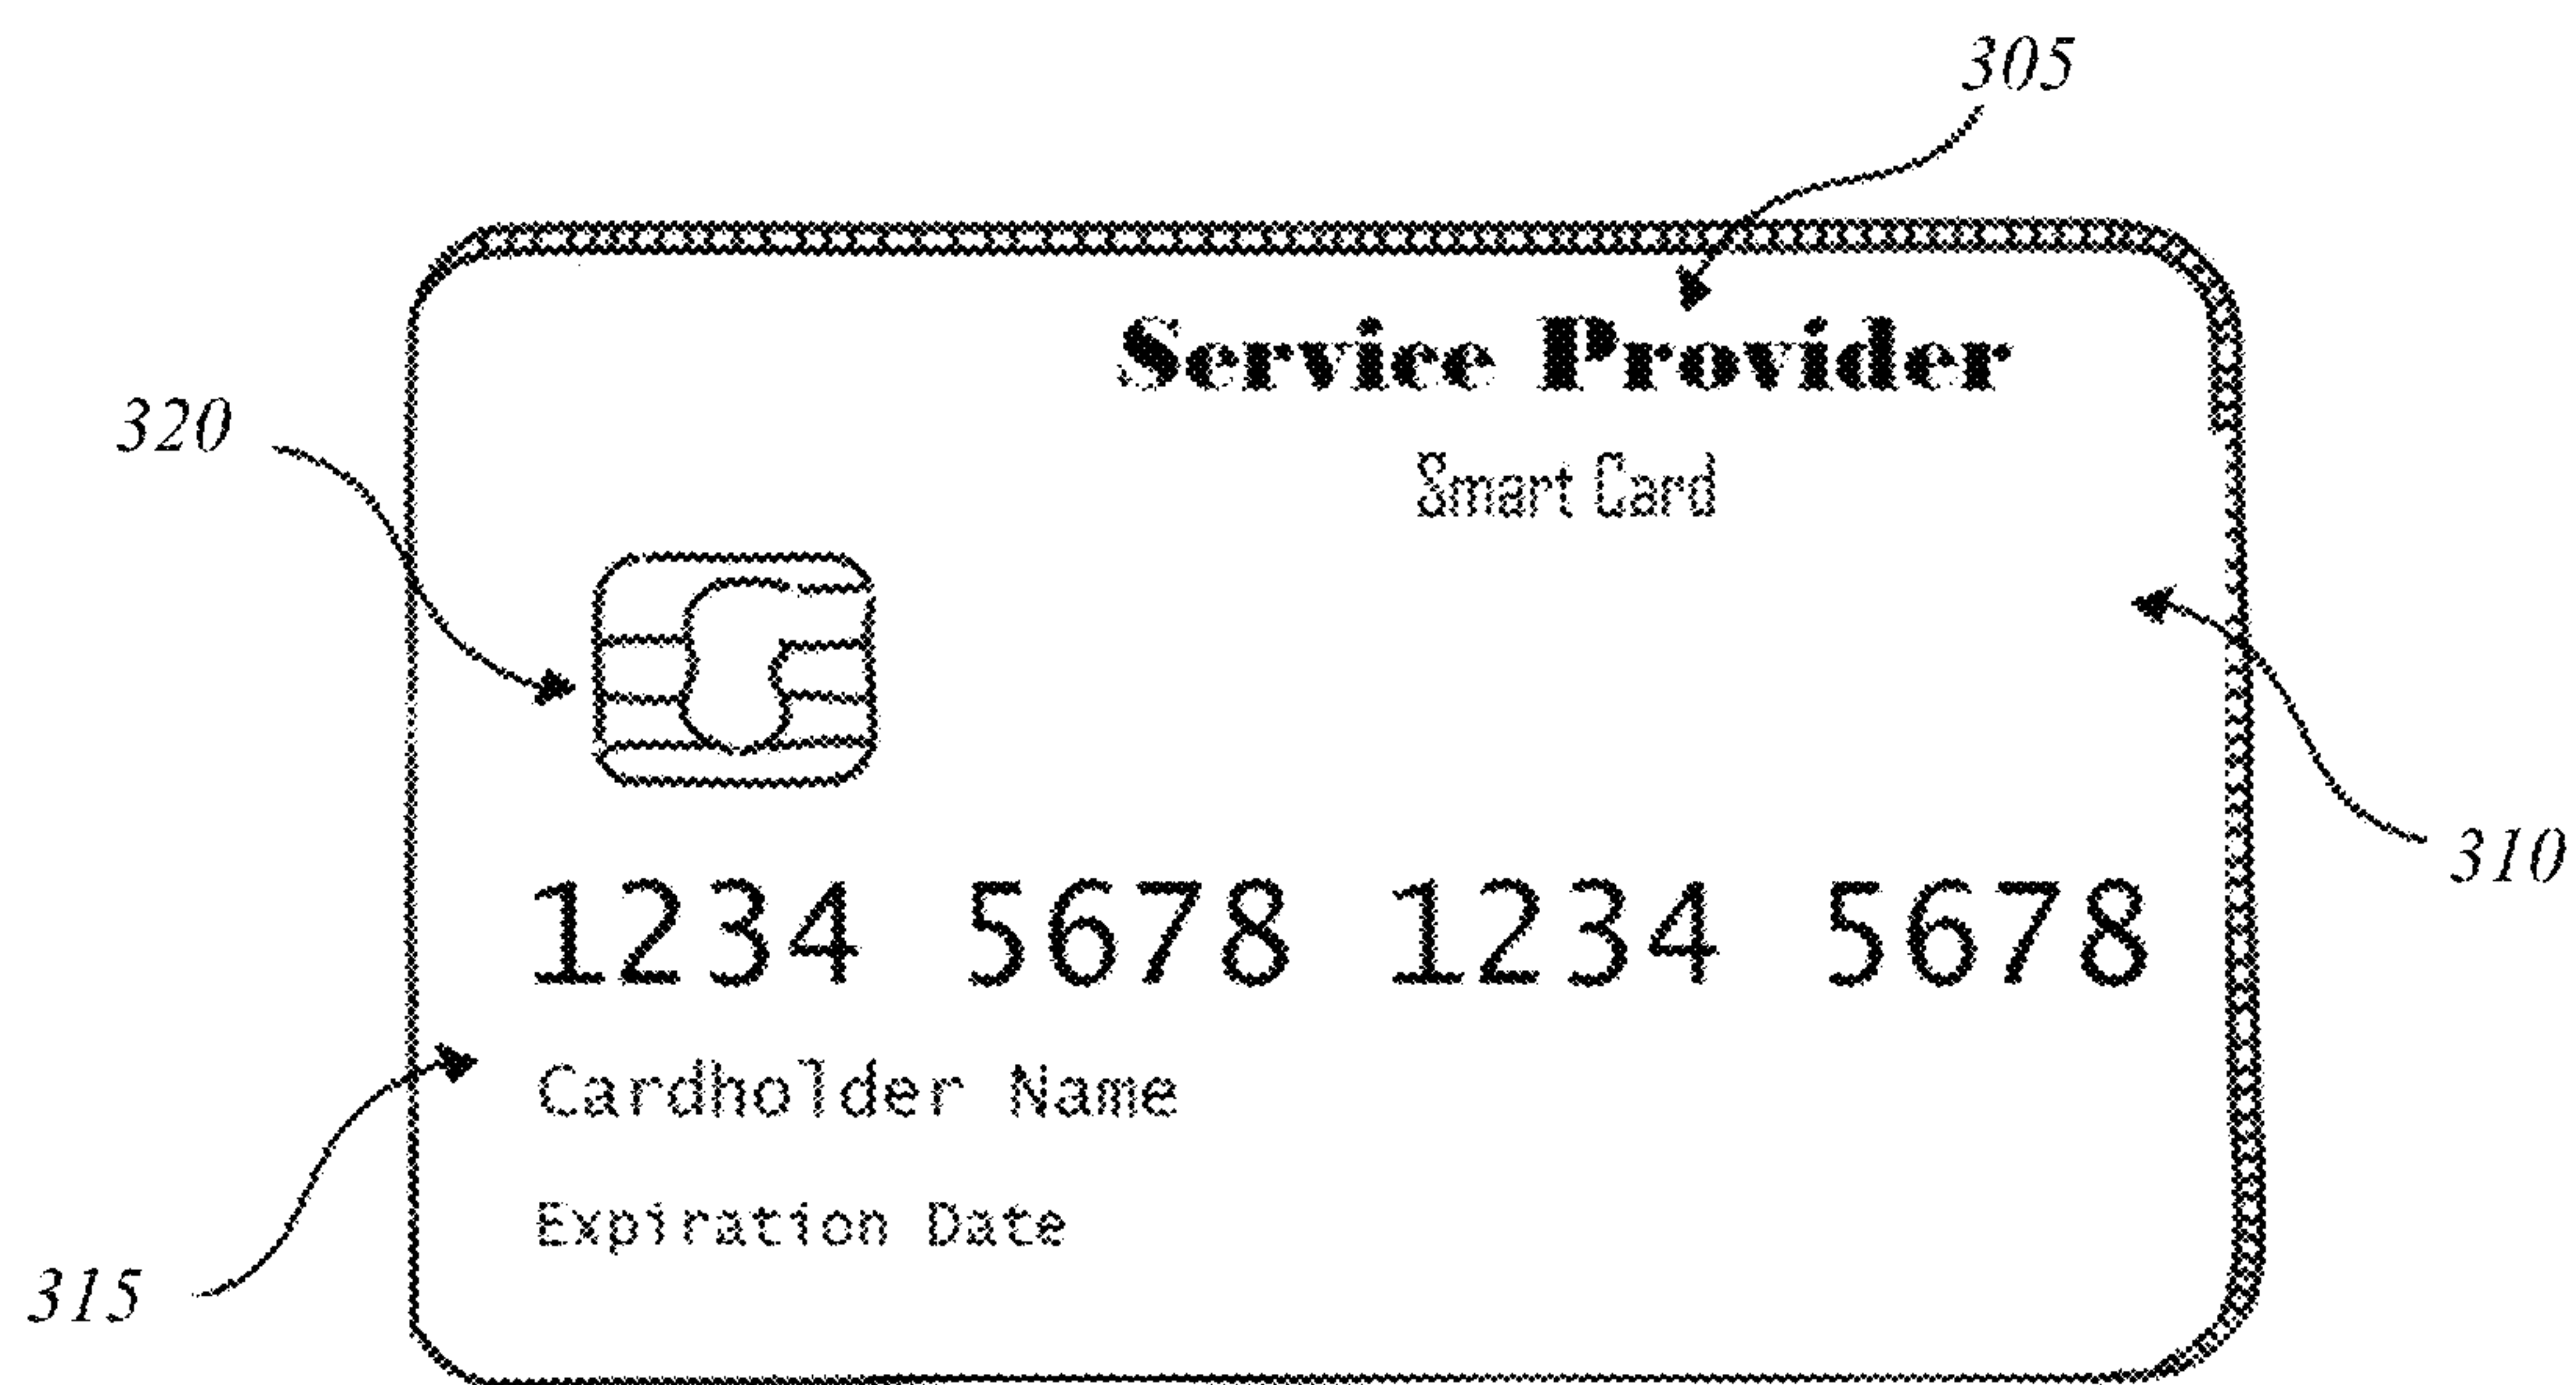 305
Service Provider
320
Smart Card
310
1234 5678 1234 5678
Cardholder Name
Expiration Date
315